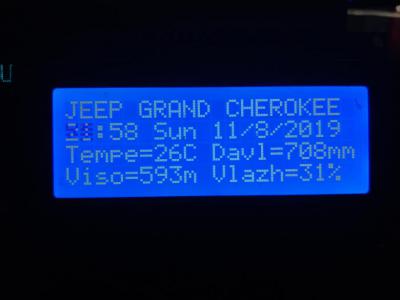 JEEP GRAND CHEROKEE
:58 Sun 11/8/2019
Tempe=26C Davl=708mm
Viso=593m Vlazh=31%